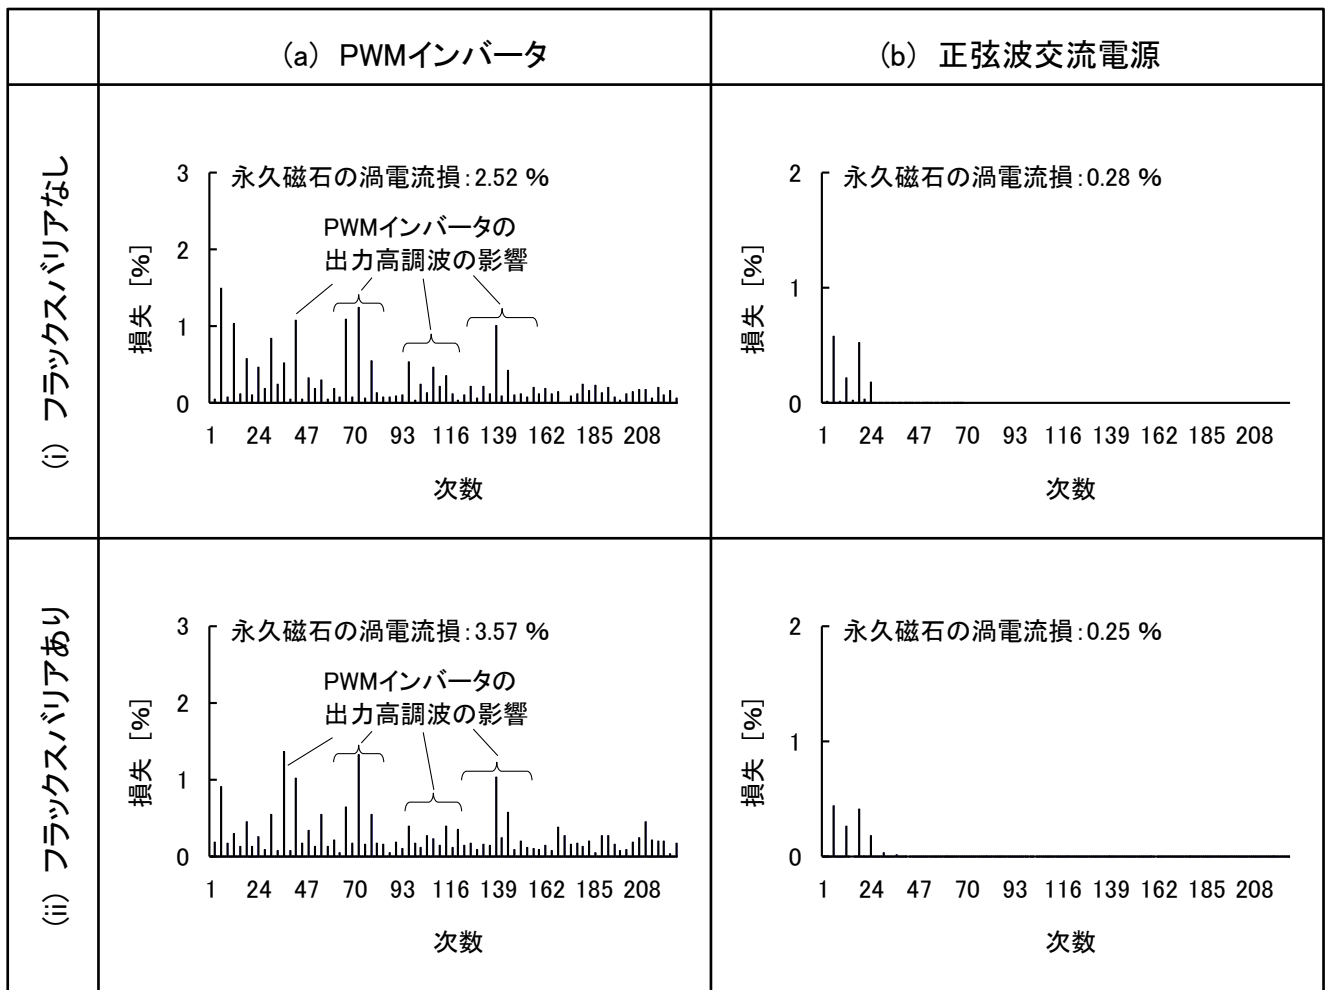 (a) PWMインバータ
(b) 正弦波交流電源
(i) フラックスバリアなし
3
2
1
0
損失 [%]
永久磁石の渦電流損:2.52 %
PWMインバータの
出力高調波の影響
1 24 47 70 93 116 139 162 185 208
次数
2
1
0
損失 [%]
永久磁石の渦電流損:0.28 %
1 24 47 70 93 116 139 162 185 208
次数
(ii) フラックスバリアあり
3
2
1
0
損失 [%]
永久磁石の渦電流損:3.57 %
PWMインバータの
出力高調波の影響
1 24 47 70 93 116 139 162 185 208
次数
2
1
0
損失 [%]
永久磁石の渦電流損:0.25 %
1 24 47 70 93 116 139 162 185 208
次数